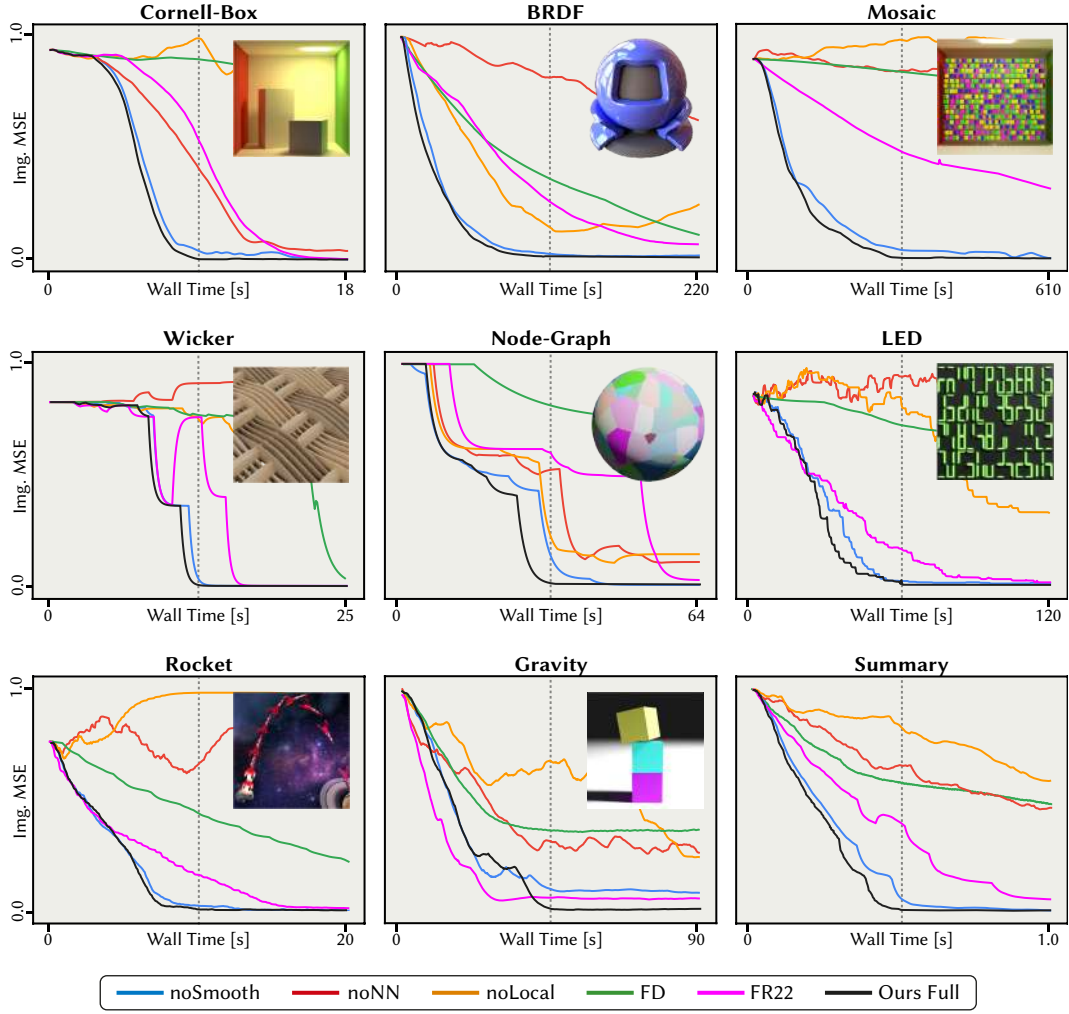 Cornell-Box BRDF Mosaic
Img. MSE
1.0
0.0
0 Wall Time [s] 18
0 Wall Time [s] 220
0 Wall Time [s] 610
Wicker Node-Graph LED
Img. MSE
1.0
0.0
0 Wall Time [s] 25
0 Wall Time [s] 64
0 Wall Time [s] 120
Rocket Gravity Summary
Img. MSE
1.0
0.0
0 Wall Time [s] 20
0 Wall Time [s] 90
0 Wall Time [s] 1.0
noSmooth noNN noLocal FD FR22 Ours Full